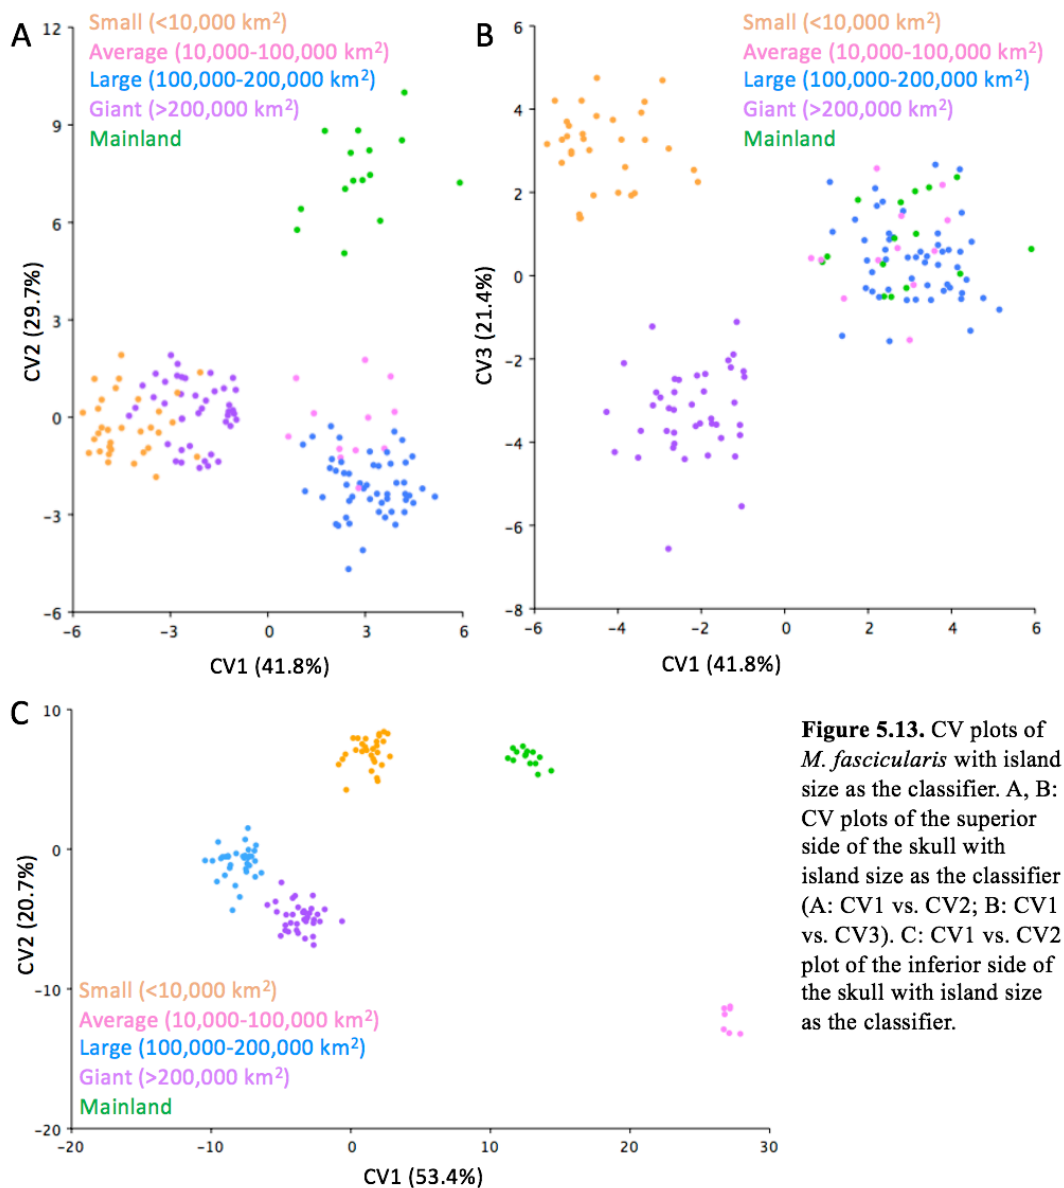 A
Small (<10,000 km²)
Average (10,000-100,000 km²)
Large (100,000-200,000 km²)
Giant (>200,000 km²)
Mainland
12
9
6
3
0
−3
−6
CV2 (29.7%)
−6
−3
0
3
6
CV1 (41.8%)
B
Small (<10,000 km²)
Average (10,000-100,000 km²)
Large (100,000-200,000 km²)
Giant (>200,000 km²)
Mainland
6
4
2
0
−2
−4
−6
−8
CV3 (21.4%)
−6
−4
−2
0
2
4
6
CV1 (41.8%)
C
10
0
−10
−20
CV2 (20.7%)
Small (<10,000 km²)
Average (10,000-100,000 km²)
Large (100,000-200,000 km²)
Giant (>200,000 km²)
Mainland
−20
−10
0
10
20
30
CV1 (53.4%)
Figure 5.13. CV plots of
M. fascicularis with island
size as the classifier. A, B:
CV plots of the superior
side of the skull with
island size as the classifier
(A: CV1 vs. CV2; B: CV1
vs. CV3). C: CV1 vs. CV2
plot of the inferior side of
the skull with island size
as the classifier.